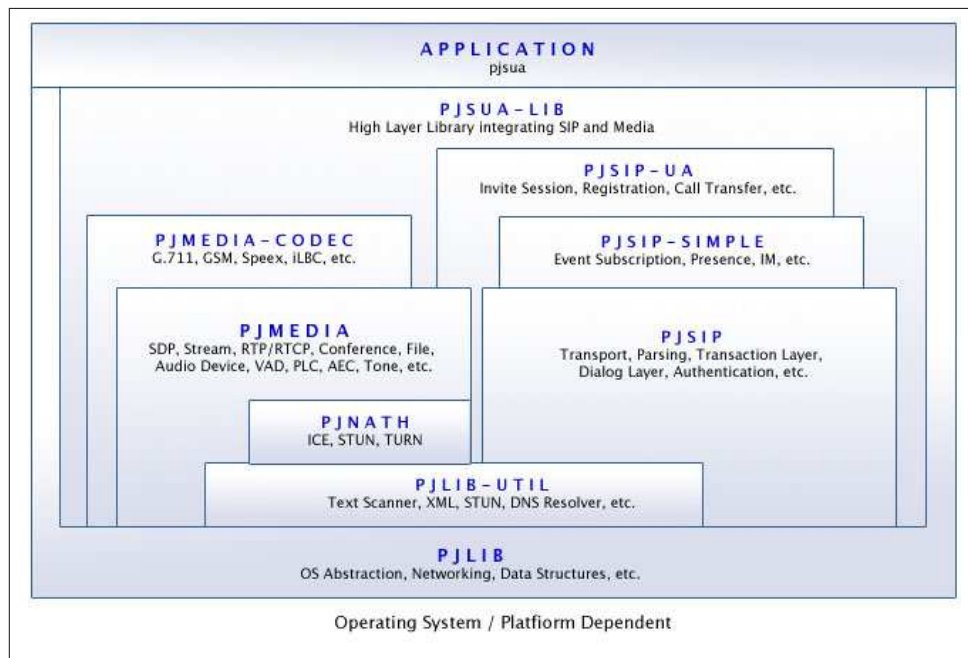 APPLICATION
pjsua
PJSUA-LIB
High Layer Library integrating SIP and Media
PJSIP-UA
Invite Session, Registration, Call Transfer, etc.
PJMEDIA-CODEC
G.711, GSM, Speex, iLBC, etc.
PJSIP-SIMPLE
Event Subscription, Presence, IM, etc.
PJMEDIA
SDP, Stream, RTP/RTCP, Conference, File,
Audio Device, VAD, PLC, AEC, Tone, etc.
PJSIP
Transport, Parsing, Transaction Layer,
Dialog Layer, Authentication, etc.
PJNATH
ICE, STUN, TURN
PJLIB-UTIL
Text Scanner, XML, STUN, DNS Resolver, etc.
PJLIB
OS Abstraction, Networking, Data Structures, etc.
Operating System / Platfiorm Dependent